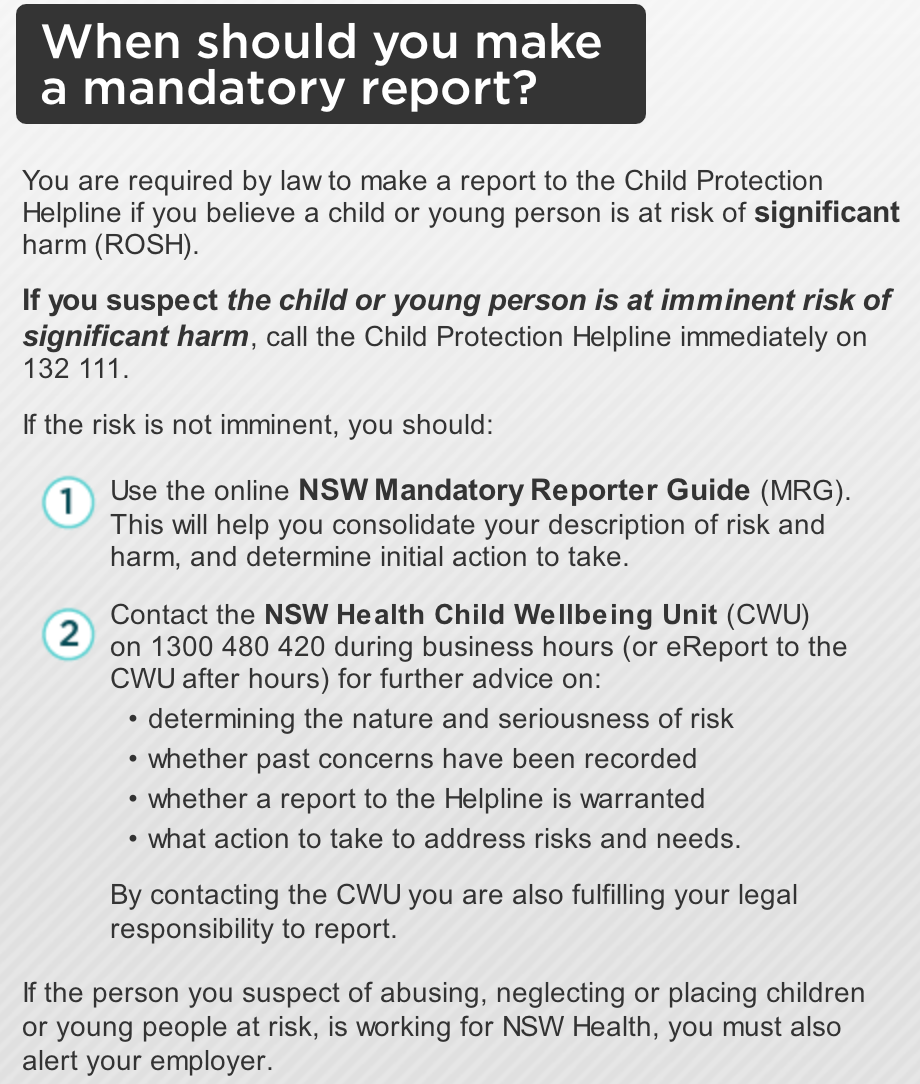 When should you make
a mandatory report?
You are required by law to make a report to the Child Protection
Helpline if you believe a child or young person is at risk of significant
harm (ROSH).
If you suspect the child or young person is at imminent risk of
significant harm, call the Child Protection Helpline immediately on
132 111.
If the risk is not imminent, you should:
1 Use the online NSW Mandatory Reporter Guide (MRG).
This will help you consolidate your description of risk and
harm, and determine initial action to take.
2 Contact the NSW Health Child Wellbeing Unit (CWU)
on 1300 480 420 during business hours (or eReport to the
CWU after hours) for further advice on:
• determining the nature and seriousness of risk
• whether past concerns have been recorded
• whether a report to the Helpline is warranted
• what action to take to address risks and needs.
By contacting the CWU you are also fulfilling your legal
responsibility to report.
If the person you suspect of abusing, neglecting or placing children
or young people at risk, is working for NSW Health, you must also
alert your employer.